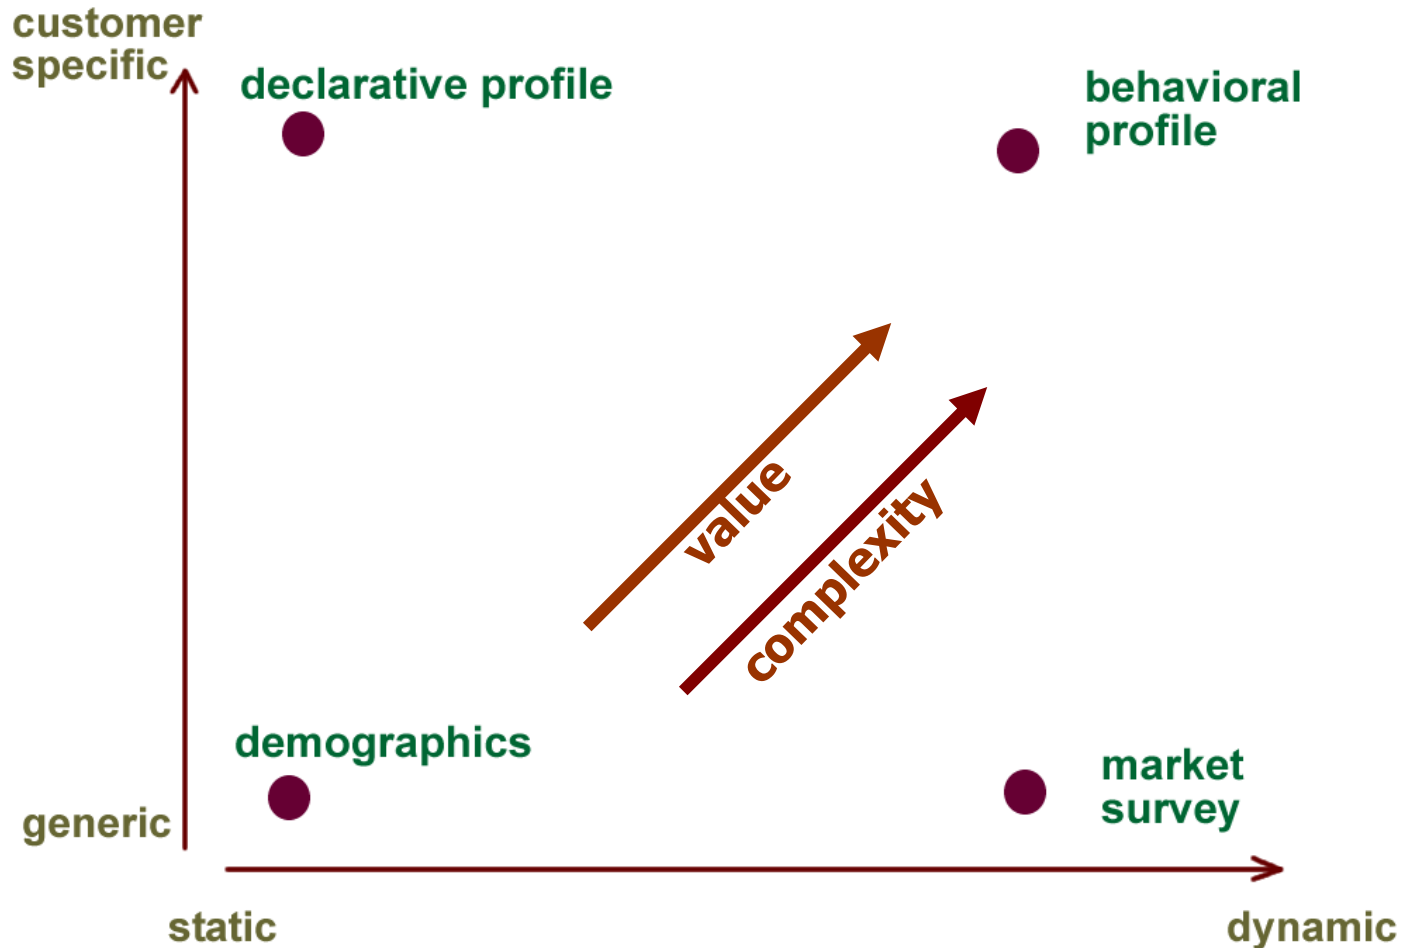 customer
specific
declarative profile
behavioral
profile
value
complexity
demographics
market
survey
generic
static
dynamic